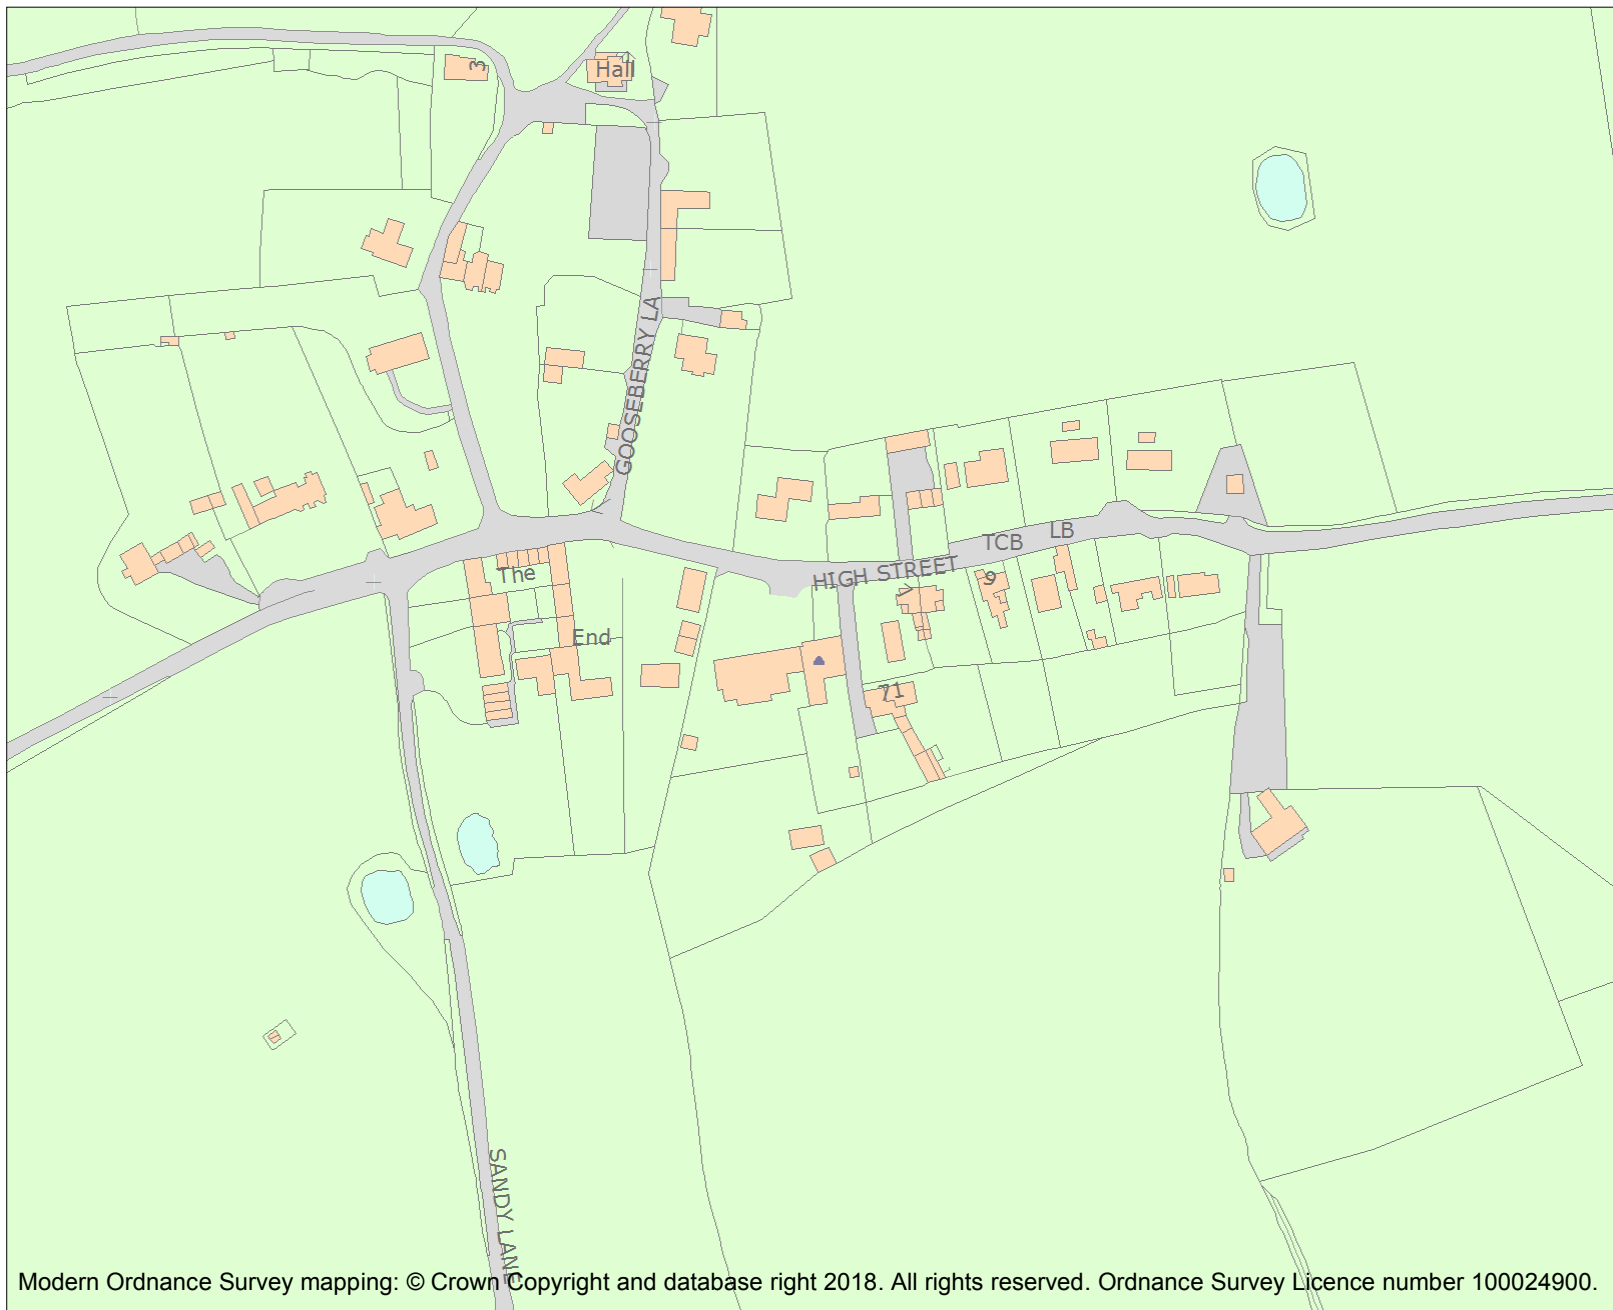 3
Hall
GOOSEBERRY LA
TCB
LB
HIGH STREET
The
9
End
71
SANDY LANE
Modern Ordnance Survey mapping: © Crown Copyright and database right 2018. All rights reserved. Ordnance Survey Licence number 100024900.